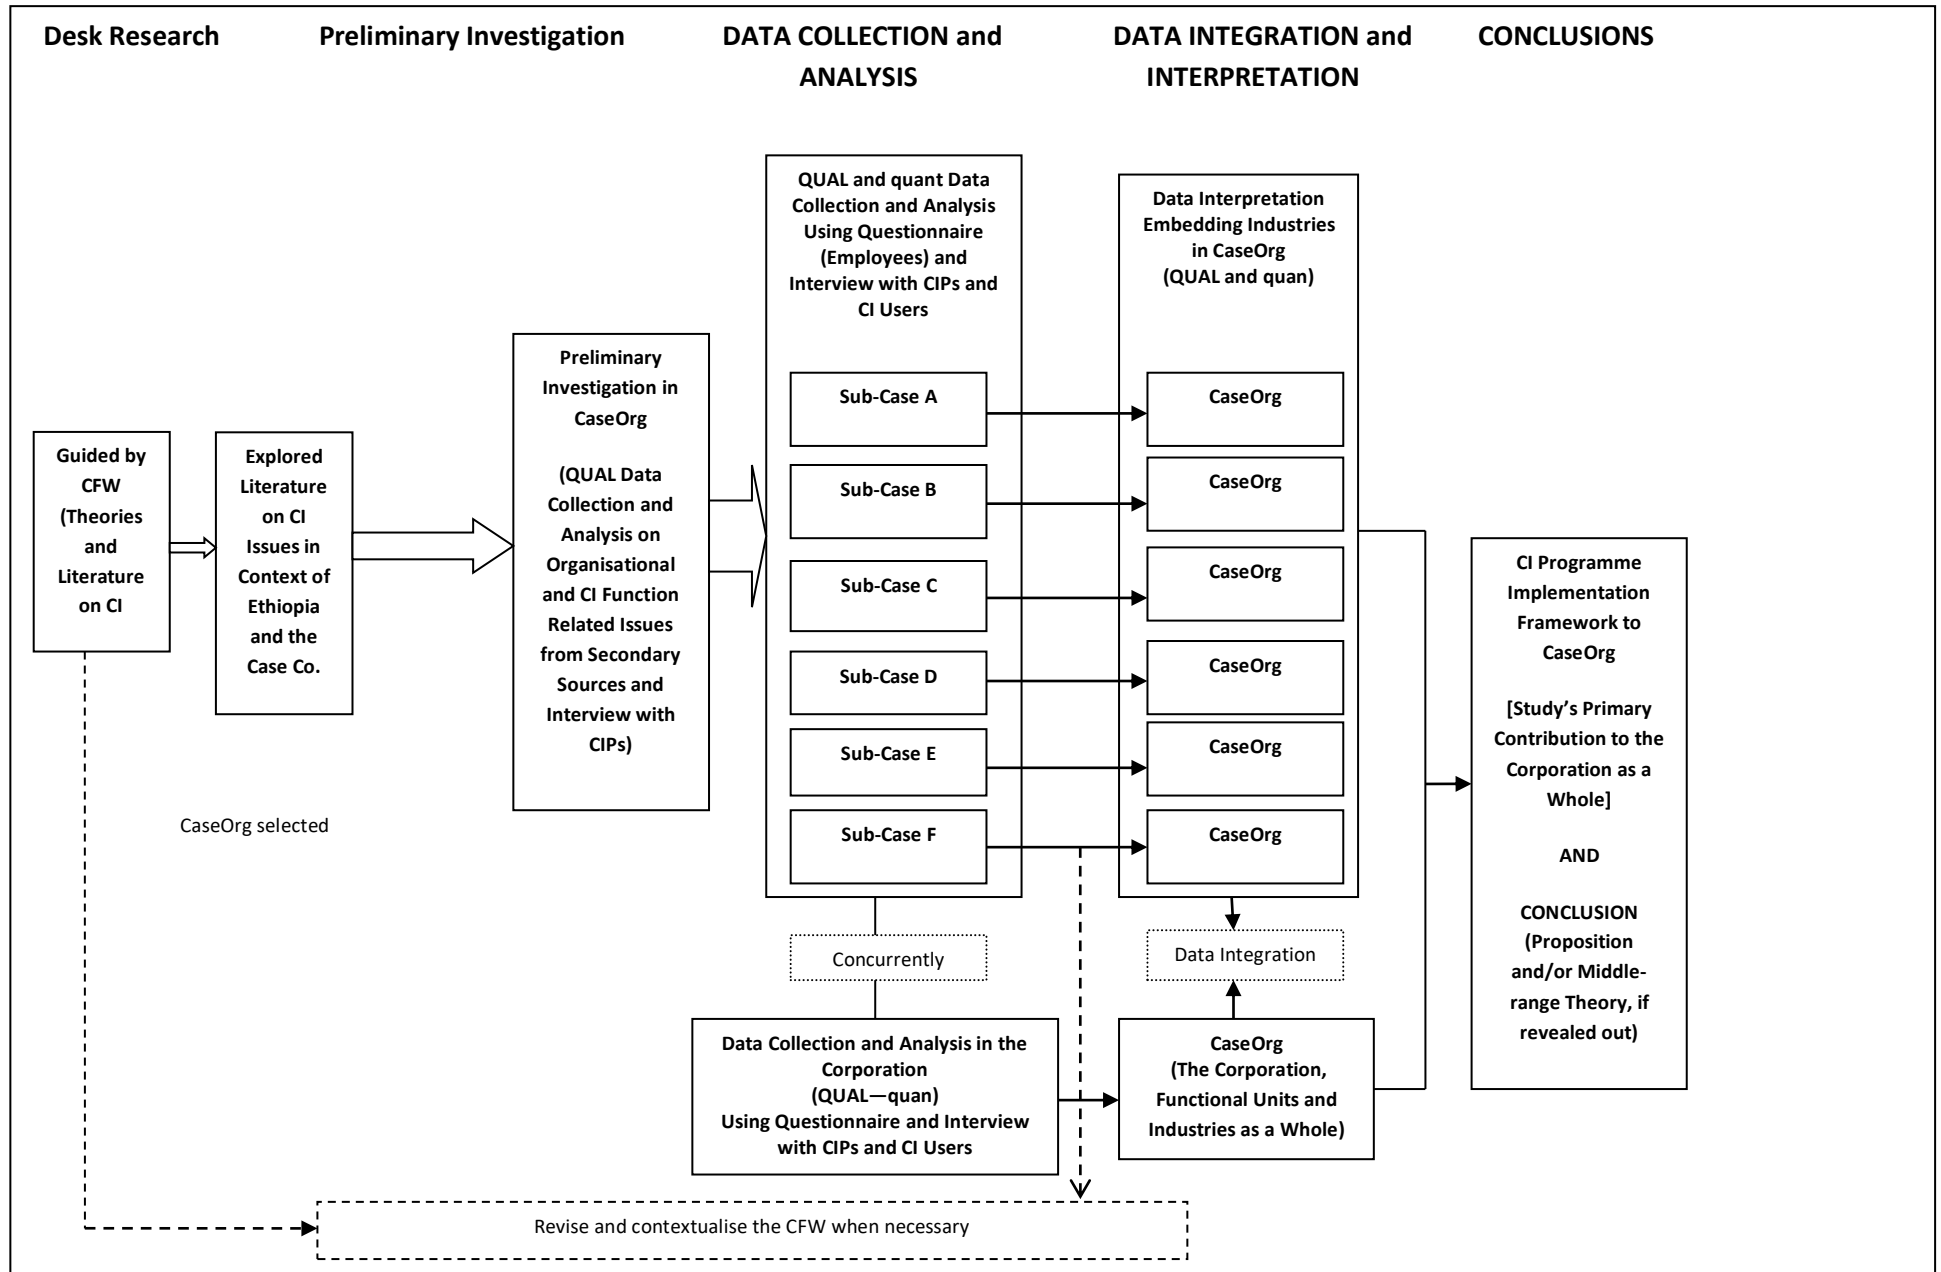 Desk Research
Preliminary Investigation
DATA COLLECTION and
ANALYSIS
DATA INTEGRATION and
INTERPRETATION
CONCLUSIONS
Guided by
CFW
(Theories
and
Literature
on CI
Explored
Literature
on CI
Issues in
Context of
Ethiopia
and the
Case Co.
CaseOrg selected
Preliminary
Investigation in
CaseOrg
(QUAL Data
Collection and
Analysis on
Organisational
and CI Function
Related Issues
from Secondary
Sources and
Interview with
CIPs)
QUAL and quant Data
Collection and Analysis
Using Questionnaire
(Employees) and
Interview with CIPs and
CI Users
Sub-Case A
Sub-Case B
Sub-Case C
Sub-Case D
Sub-Case E
Sub-Case F
Concurrently
Data Collection and Analysis in the
Corporation
(QUAL—quan)
Using Questionnaire and Interview
with CIPs and CI Users
Data Interpretation
Embedding Industries
in CaseOrg
(QUAL and quan)
CaseOrg
CaseOrg
CaseOrg
CaseOrg
CaseOrg
CaseOrg
Data Integration
CaseOrg
(The Corporation,
Functional Units and
Industries as a Whole)
CI Programme
Implementation
Framework to
CaseOrg
[Study’s Primary
Contribution to the
Corporation as a
Whole]
AND
CONCLUSION
(Proposition
and/or Middle-
range Theory, if
revealed out)
Revise and contextualise the CFW when necessary